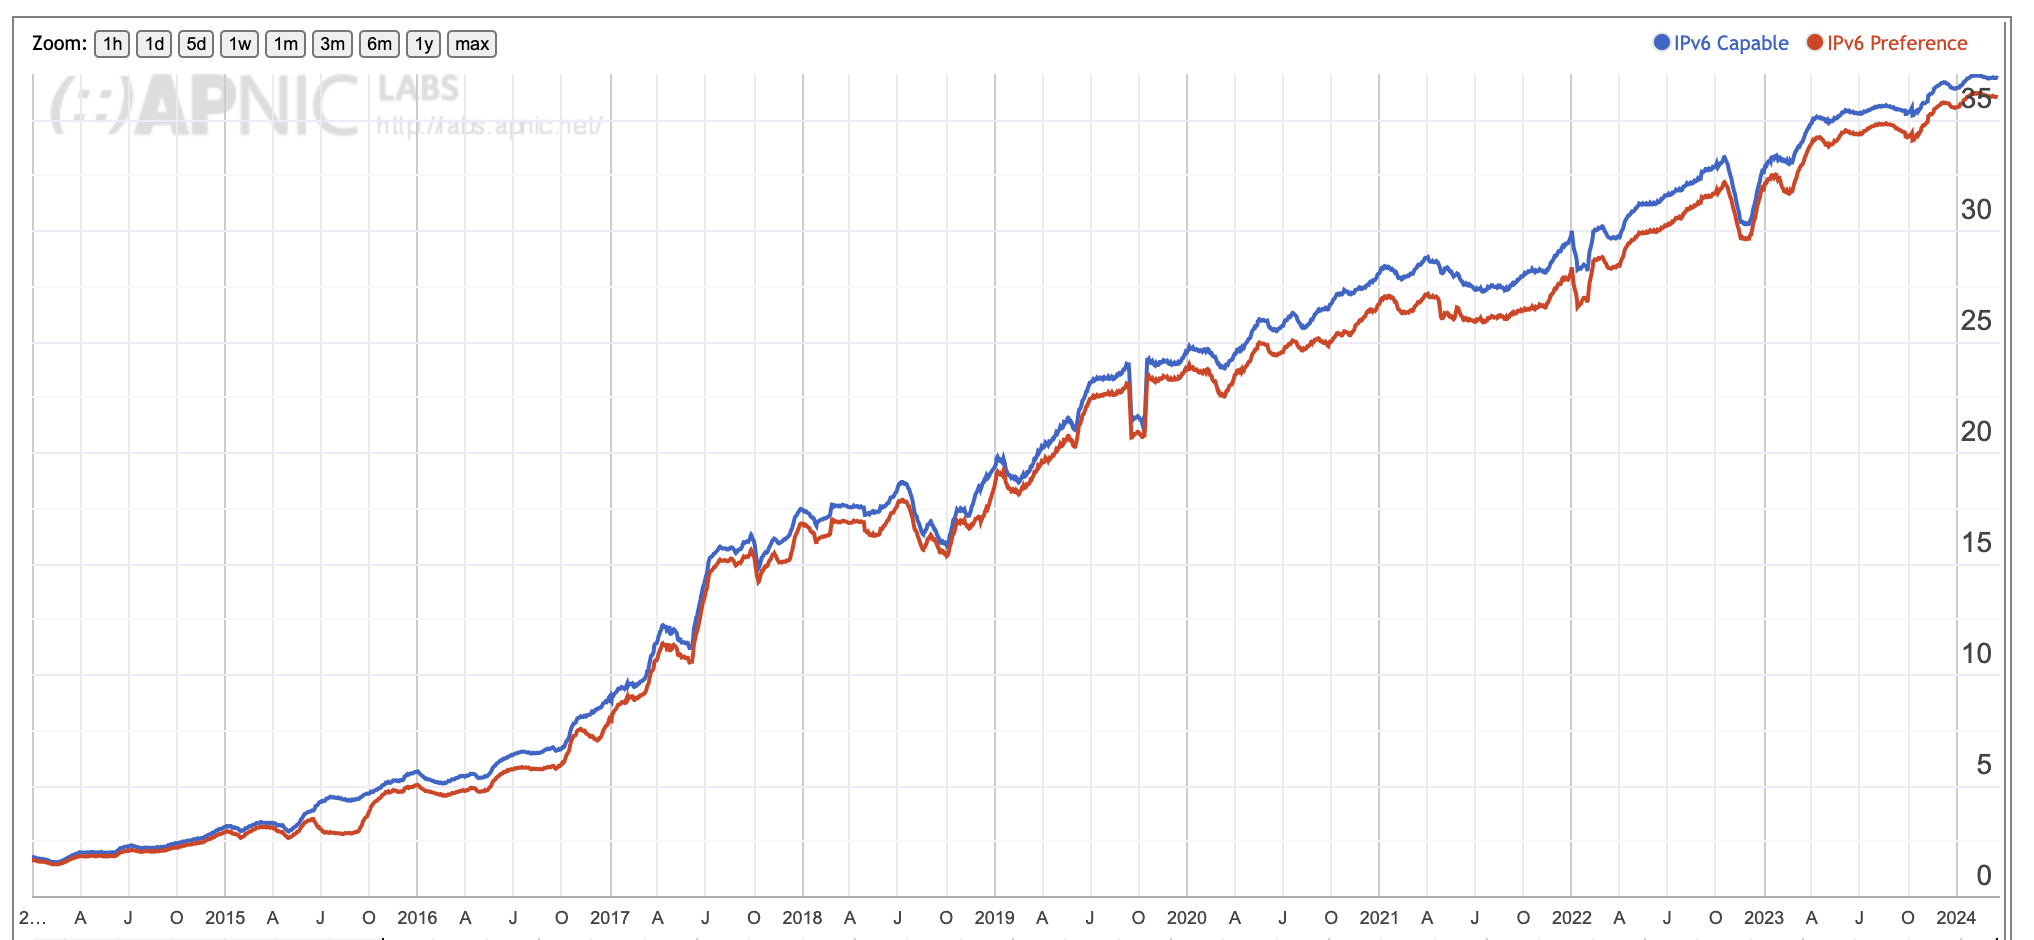 Zoom: 1h 1d 5d 1w 1m 3m 6m 1y max
IPv6 Capable IPv6 Preference
(::)APNIC LABS
http://labs.apnic.net/
35
30
25
20
15
10
5
0
2... A J O 2015 A J O 2016 A J O 2017 A J O 2018 A J O 2019 A J O 2020 A J O 2021 A J O 2022 A J O 2023 A J O 2024